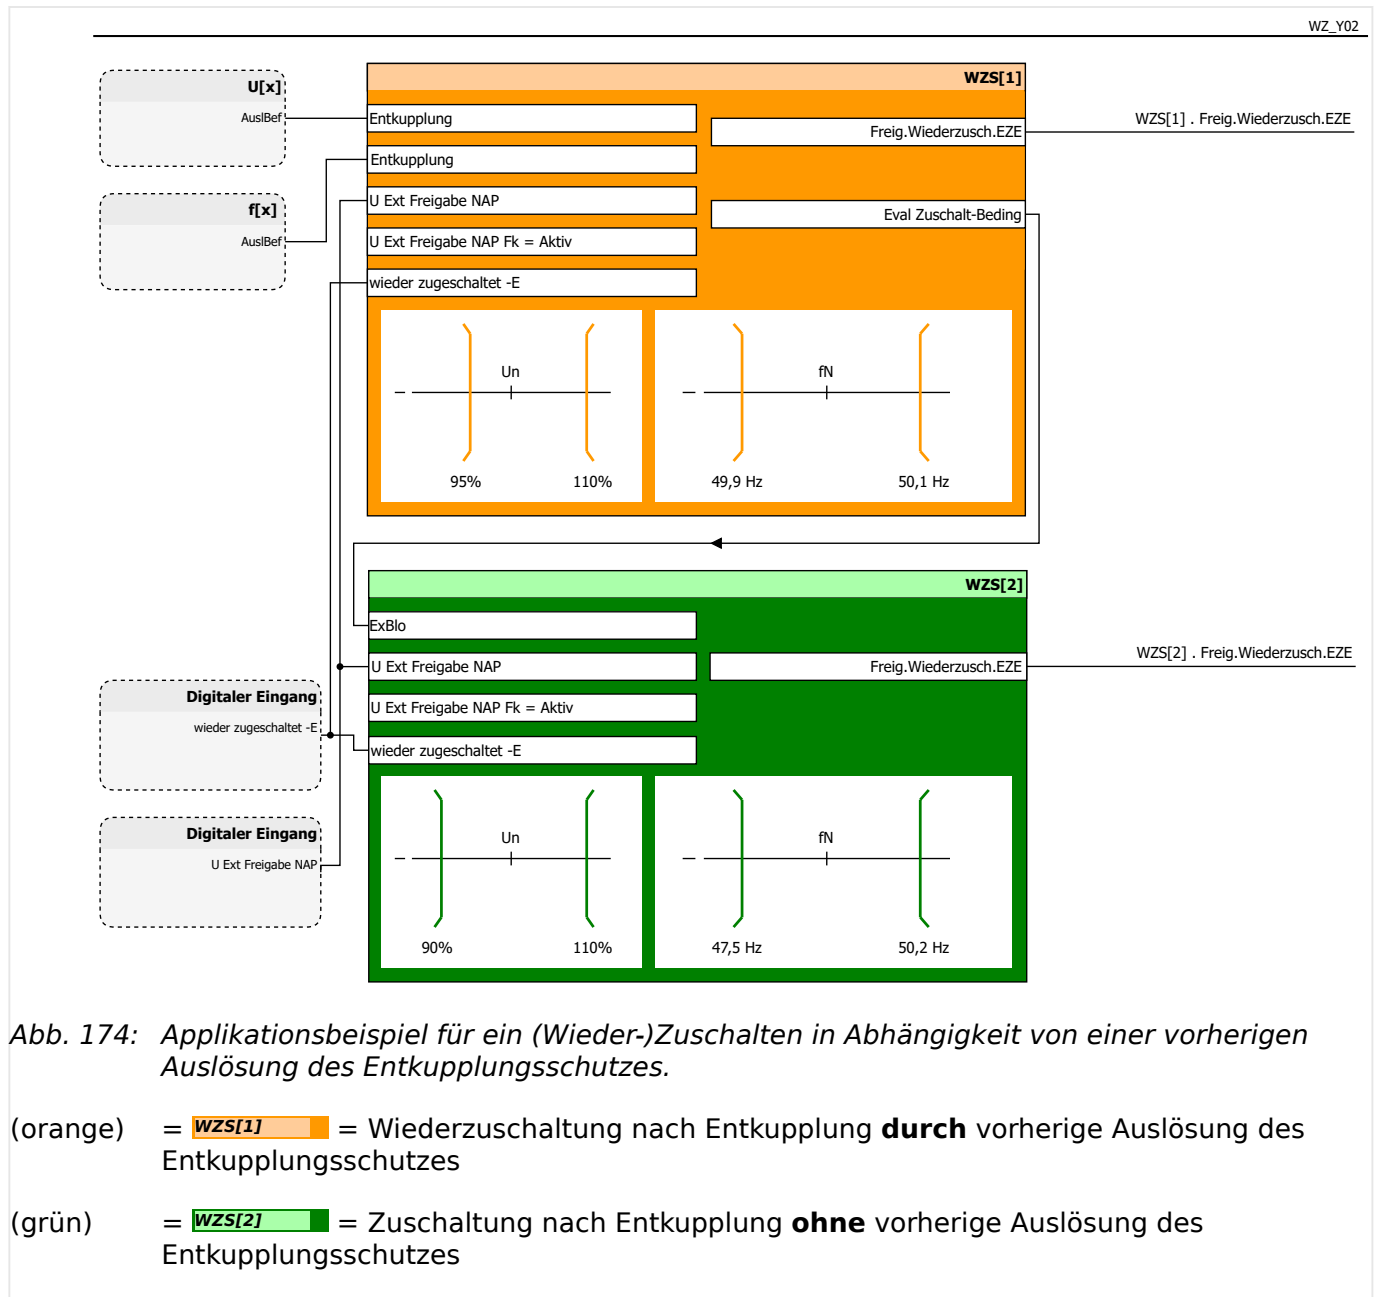 WZ_Y02
U[x]
AuslBef
f[x]
AuslBef
WZS[1]
Entkupplung
Entkupplung
U Ext Freigabe NAP
U Ext Freigabe NAP Fk = Aktiv
wieder zugeschaltet -E
Freig.Wiederzusch.EZE
Eval Zuschalt-Beding
WZS[1] . Freig.Wiederzusch.EZE
Un
95%
110%
fN
49,9 Hz
50,1 Hz
WZS[2]
ExBlo
U Ext Freigabe NAP
U Ext Freigabe NAP Fk = Aktiv
wieder zugeschaltet -E
Freig.Wiederzusch.EZE
WZS[2] . Freig.Wiederzusch.EZE
Digitaler Eingang
wieder zugeschaltet -E
Digitaler Eingang
U Ext Freigabe NAP
Un
90%
110%
fN
47,5 Hz
50,2 Hz
Abb. 174: Applikationsbeispiel für ein (Wieder-)Zuschalten in Abhängigkeit von einer vorherigen
Auslösung des Entkupplungsschutzes.
(orange) = WZS[1] = Wiederzuschaltung nach Entkupplung durch vorherige Auslösung des
Entkupplungsschutzes
(grün) = WZS[2] = Zuschaltung nach Entkupplung ohne vorherige Auslösung des
Entkupplungsschutzes